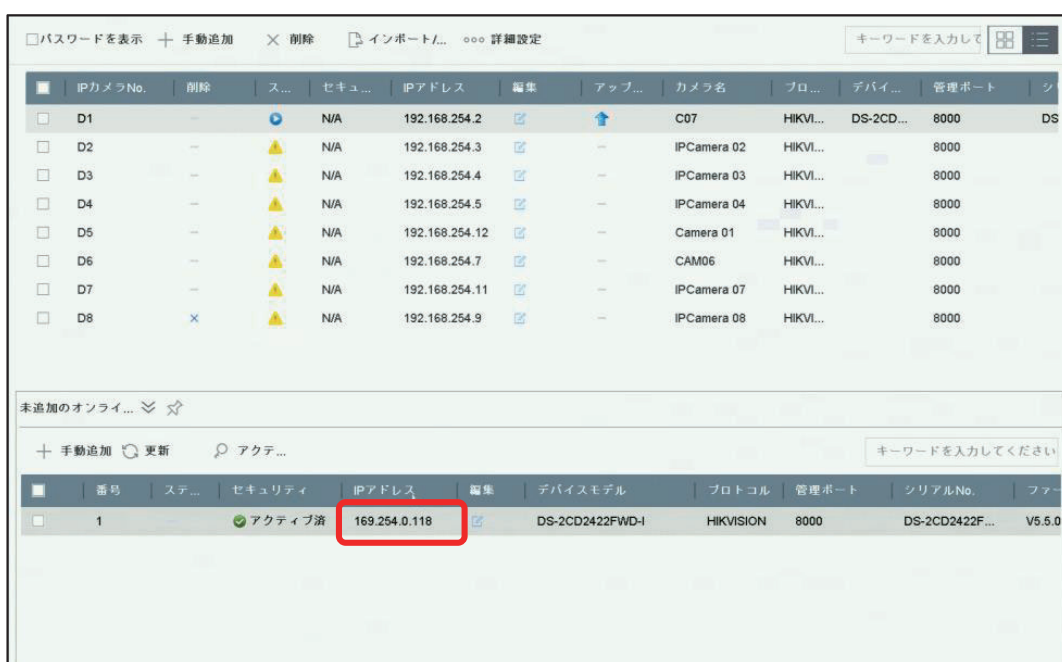 パスワードを表示 手動追加 削除 インポート/... 詳細設定 キーワードを入力して
IPカメラNo. 削除 ス... セキュ... IPアドレス 編集 アップ... カメラ名 プロ... デバイ... 管理ポート シリ
D1 — N/A 192.168.254.2 C07 HIKVI... DS-2CD... 8000 DS
D2 — N/A 192.168.254.3 — IPCamera 02 HIKVI... 8000
D3 — N/A 192.168.254.4 — IPCamera 03 HIKVI... 8000
D4 — N/A 192.168.254.5 — IPCamera 04 HIKVI... 8000
D5 — N/A 192.168.254.12 — Camera 01 HIKVI... 8000
D6 — N/A 192.168.254.7 — CAM06 HIKVI... 8000
D7 — N/A 192.168.254.11 — IPCamera 07 HIKVI... 8000
D8 × N/A 192.168.254.9 — IPCamera 08 HIKVI... 8000
未追加のオンライ...
手動追加 更新 アクテ... キーワードを入力してください
番号 ステ... セキュリティ IPアドレス 編集 デバイスモデル プロトコル 管理ポート シリアルNo. ファー
1 アクティブ済 169.254.0.118 DS-2CD2422FWD-I HIKVISION 8000 DS-2CD2422F... V5.5.0